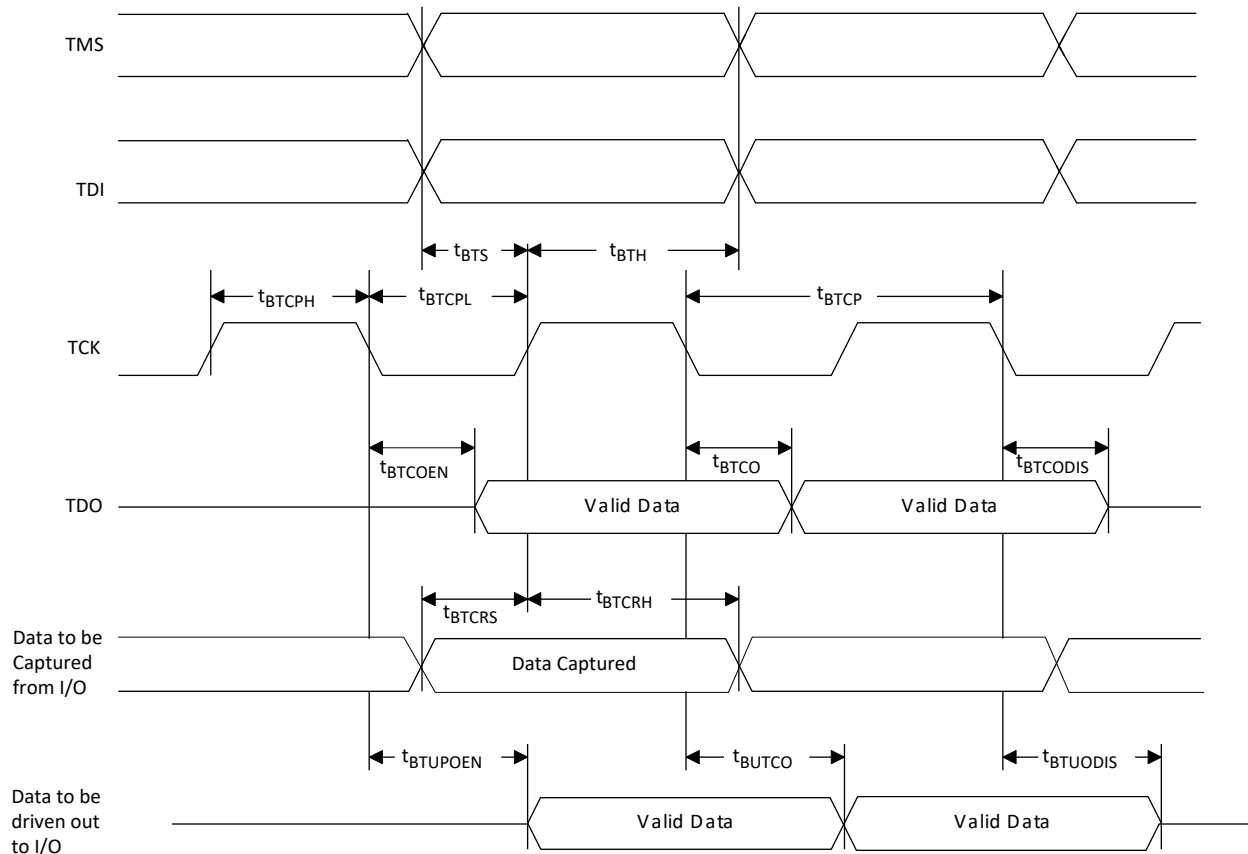 TMS
TDI
tBTS
tBTH
tBTCPH
tBTCPL
tBTCP
TCK
tBTCOEN
tBTCO
tBTCODIS
TDO
Valid Data
Valid Data
tBTCRS
tBTCRH
Data to be
Captured
from I/O
Data Captured
tBTUPOEN
tBUTCO
tBTUODIS
Data to be
driven out
to I/O
Valid Data
Valid Data